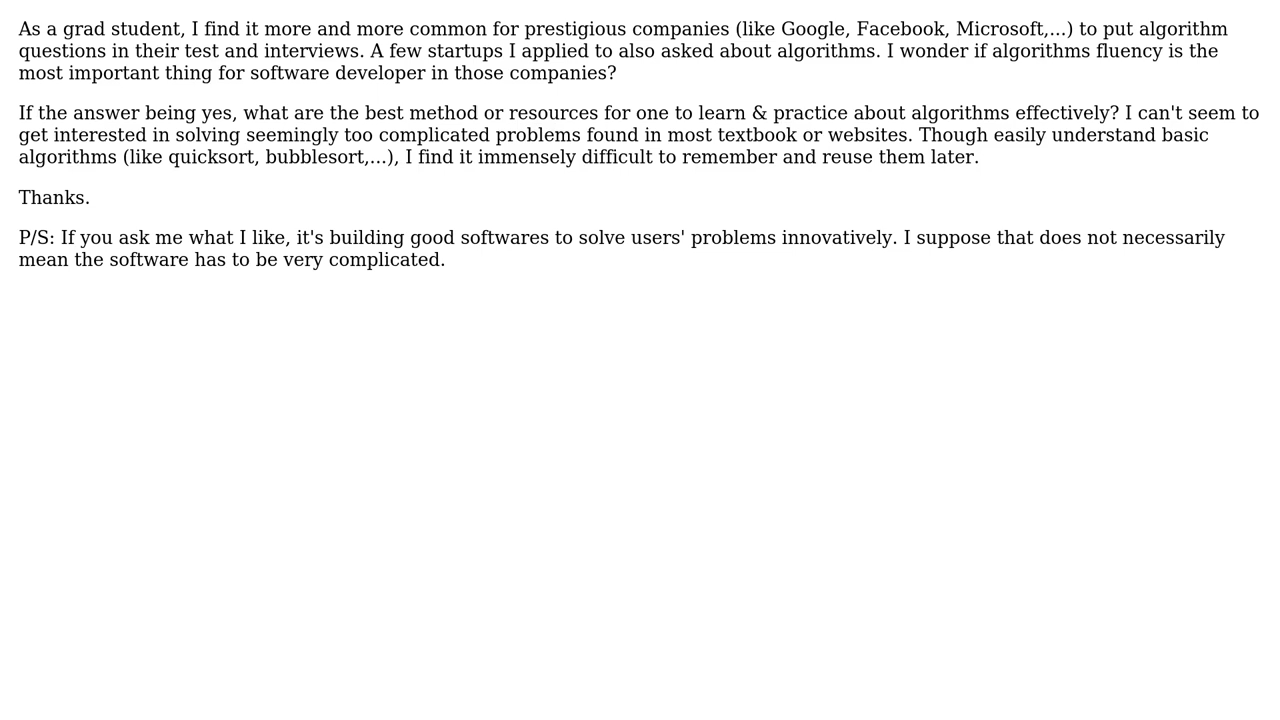 As a grad student, I find it more and more common for prestigious companies (like Google, Facebook, Microsoft,...) to put algorithm
questions in their test and interviews. A few startups I applied to also asked about algorithms. I wonder if algorithms fluency is the
most important thing for software developer in those companies?
If the answer being yes, what are the best method or resources for one to learn & practice about algorithms effectively? I can't seem to
get interested in solving seemingly too complicated problems found in most textbook or websites. Though easily understand basic
algorithms (like quicksort, bubblesort,...), I find it immensely difficult to remember and reuse them later.
Thanks.
P/S: If you ask me what I like, it's building good softwares to solve users' problems innovatively. I suppose that does not necessarily
mean the software has to be very complicated.